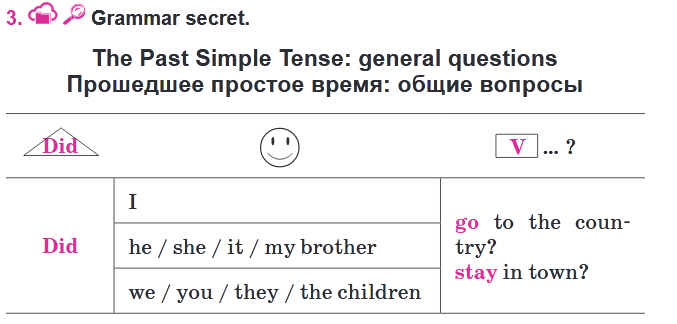 3. Grammar secret.
The Past Simple Tense: general questions
Прошедшее простое время: общие вопросы
Did V ... ?
I
Did he / she / it / my brother
we / you / they / the children
go to the coun-
try?
stay in town?